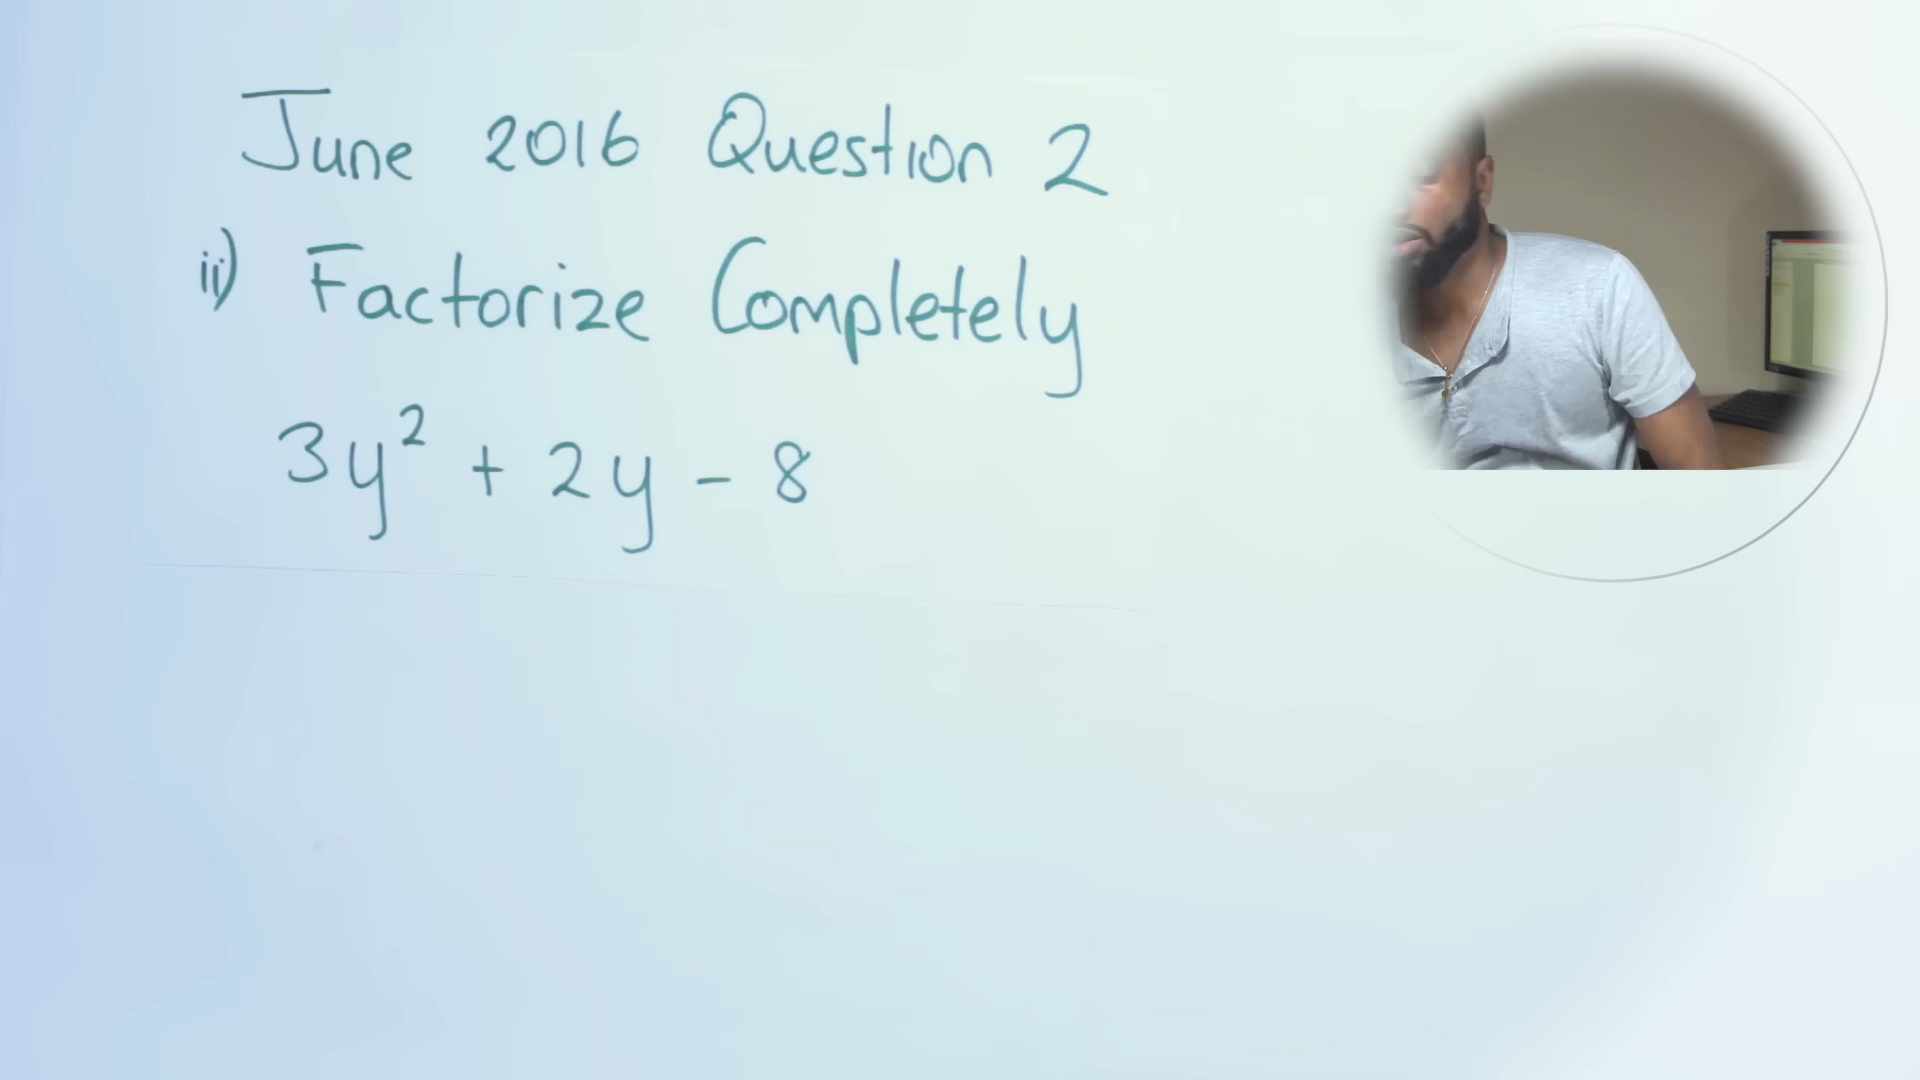 June 2016 Question 2
ii) Factorize Completely
3y² + 2y - 8